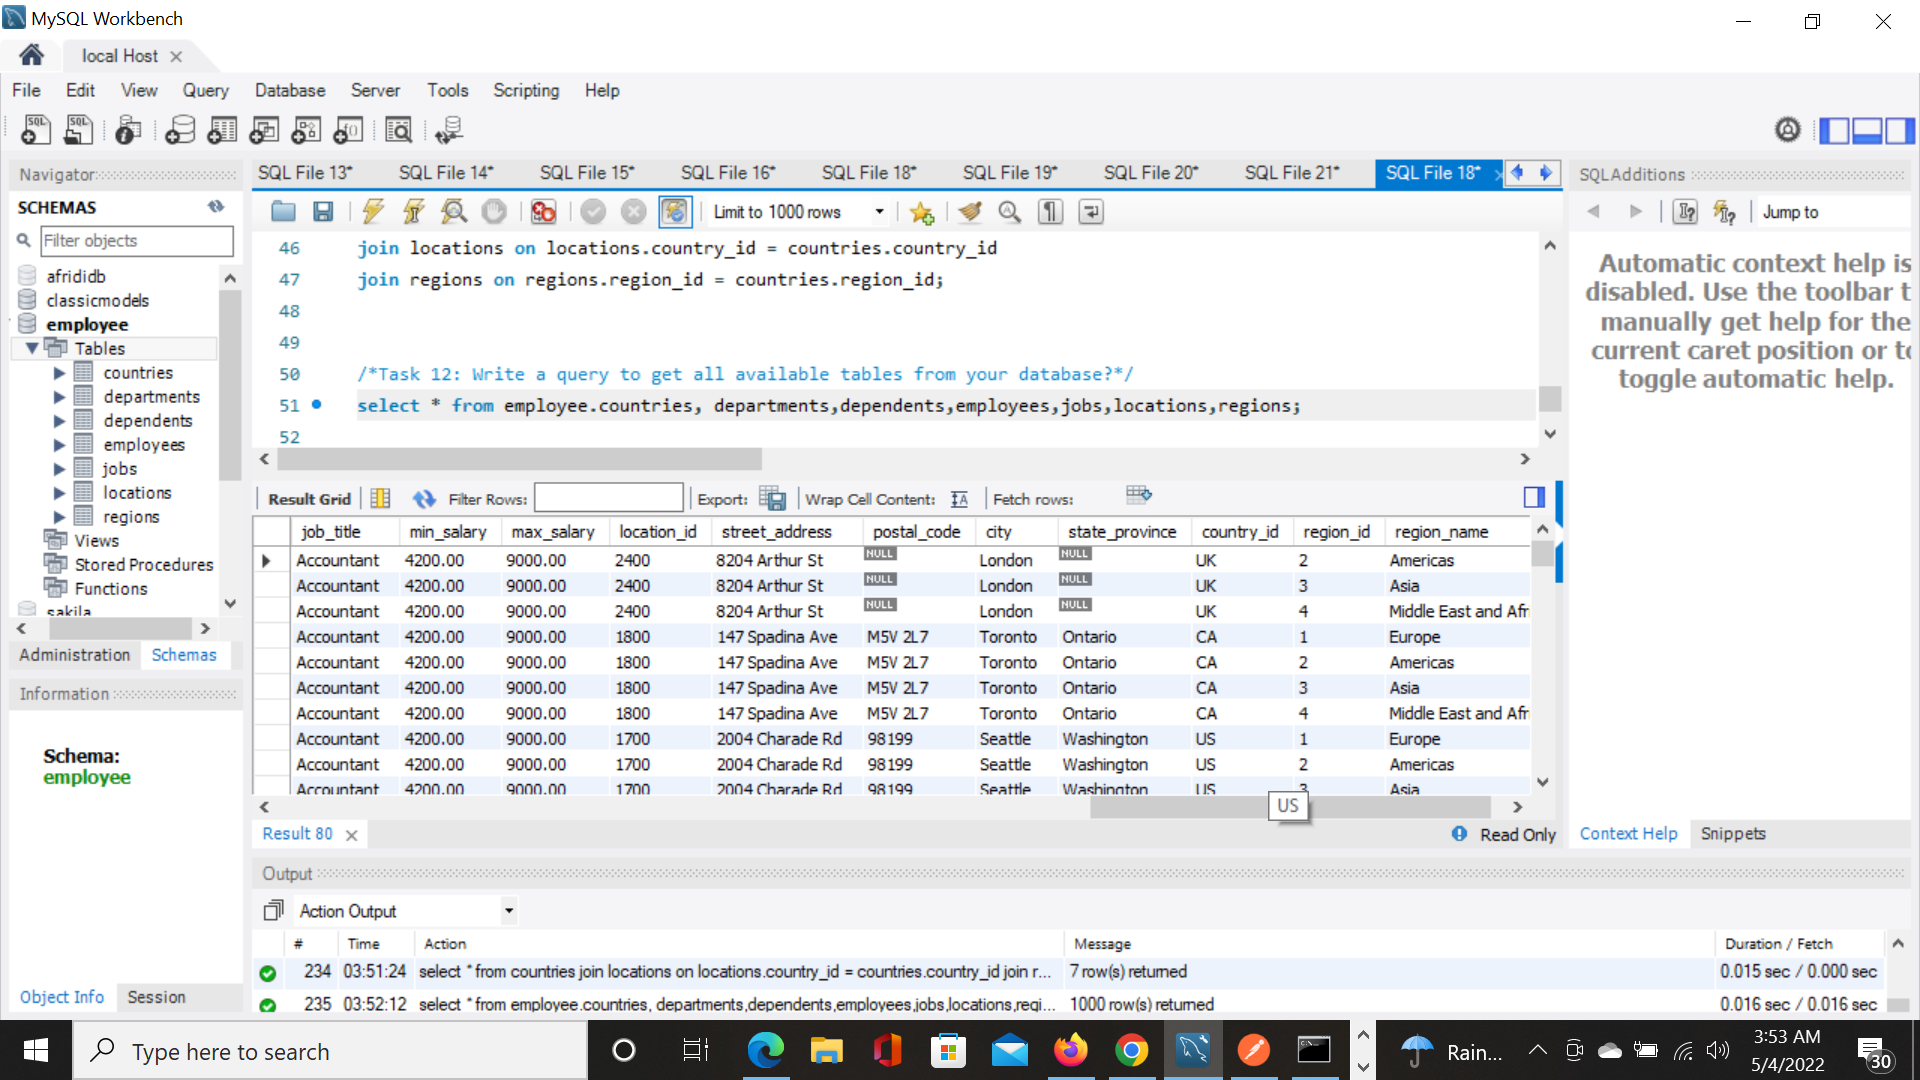 MySQL Workbench
local Host
File Edit View Query Database Server Tools Scripting Help
Navigator
SCHEMAS
Filter objects
afrididb
classicmodels
employee
Tables
countries
departments
dependents
employees
jobs
locations
regions
Views
Stored Procedures
Functions
sakila
Administration Schemas
Information
Schema:
employee
Object Info Session
SQL File 13* SQL File 14* SQL File 15* SQL File 16* SQL File 18* SQL File 19* SQL File 20* SQL File 21* SQL File 18*
Limit to 1000 rows
46 join locations on locations.country_id = countries.country_id
47 join regions on regions.region_id = countries.region_id;
48
49
50 /*Task 12: Write a query to get all available tables from your database?*/
51 select * from employee.countries, departments,dependents,employees,jobs,locations,regions;
52
Result Grid Filter Rows: Export: Wrap Cell Content: Fetch rows:
job_title min_salary max_salary location_id street_address postal_code city state_province country_id region_id region_name
Accountant 4200.00 9000.00 2400 8204 Arthur St NULL London NULL UK 2 Americas
Accountant 4200.00 9000.00 2400 8204 Arthur St NULL London NULL UK 3 Asia
Accountant 4200.00 9000.00 2400 8204 Arthur St NULL London NULL UK 4 Middle East and Afri
Accountant 4200.00 9000.00 1800 147 Spadina Ave M5V 2L7 Toronto Ontario CA 1 Europe
Accountant 4200.00 9000.00 1800 147 Spadina Ave M5V 2L7 Toronto Ontario CA 2 Americas
Accountant 4200.00 9000.00 1800 147 Spadina Ave M5V 2L7 Toronto Ontario CA 3 Asia
Accountant 4200.00 9000.00 1800 147 Spadina Ave M5V 2L7 Toronto Ontario CA 4 Middle East and Afri
Accountant 4200.00 9000.00 1700 2004 Charade Rd 98199 Seattle Washington US 1 Europe
Accountant 4200.00 9000.00 1700 2004 Charade Rd 98199 Seattle Washington US 2 Americas
Accountant 4200.00 9000.00 1700 2004 Charade Rd 98199 Seattle Washington US 3 Asia
US
Result 80 Read Only
SQLAdditions
Jump to
Automatic context help is
disabled. Use the toolbar t
manually get help for the
current caret position or to
toggle automatic help.
Context Help Snippets
Output
Action Output
# Time Action Message Duration / Fetch
234 03:51:24 select * from countries join locations on locations.country_id = countries.country_id join r... 7 row(s) returned 0.015 sec / 0.000 sec
235 03:52:12 select * from employee.countries, departments,dependents,employees,jobs,locations,regi... 1000 row(s) returned 0.016 sec / 0.016 sec
Type here to search
Rain...
3:53 AM
5/4/2022
30